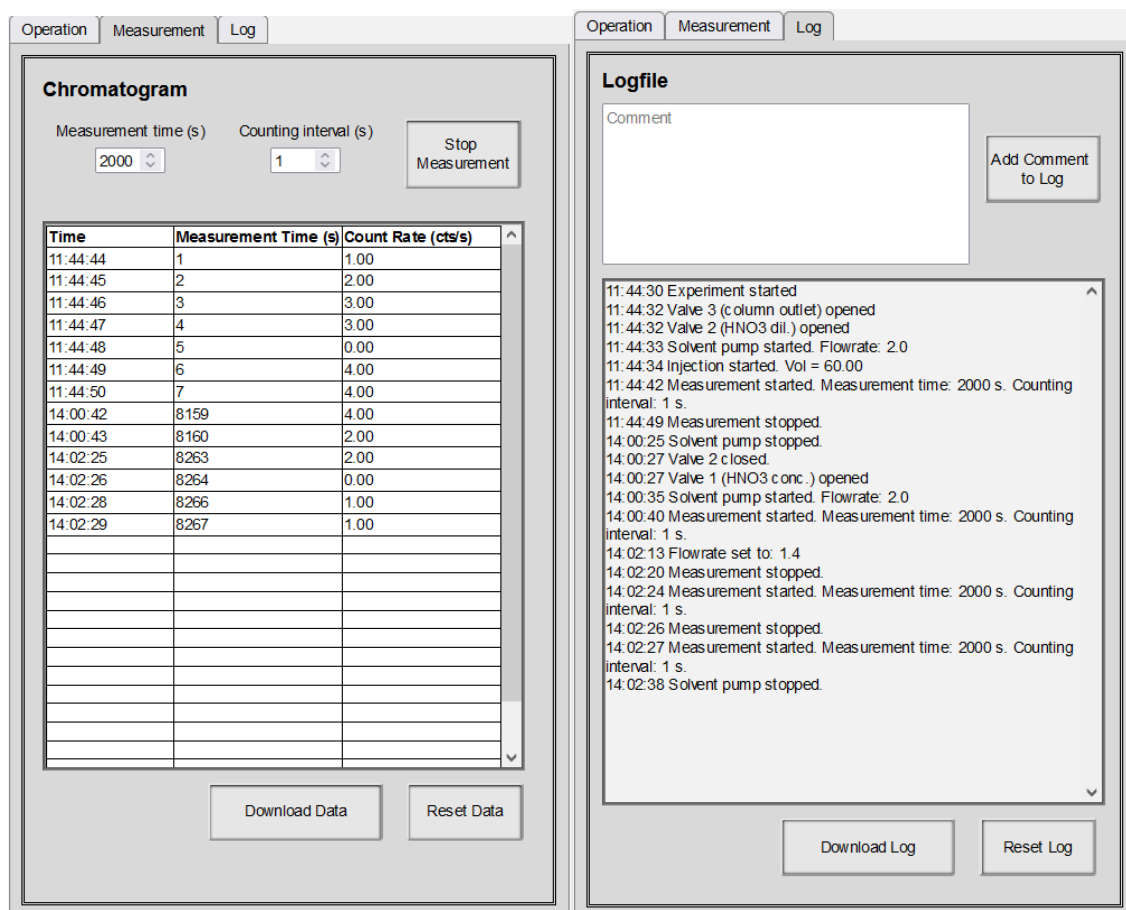 Operation Measurement Log
Chromatogram
Measurement time (s) Counting interval (s)
2000 1
Stop
Measurement
Time Measurement Time (s) Count Rate (cts/s)
11:44:44 1 1.00
11:44:45 2 2.00
11:44:46 3 3.00
11:44:47 4 3.00
11:44:48 5 0.00
11:44:49 6 4.00
11:44:50 7 4.00
14:00:42 8159 4.00
14:00:43 8160 2.00
14:02:25 8263 2.00
14:02:26 8264 0.00
14:02:28 8266 1.00
14:02:29 8267 1.00
Download Data Reset Data
Operation Measurement Log
Logfile
Comment
Add Comment
to Log
11:44:30 Experiment started
11:44:32 Valve 3 (column outlet) opened
11:44:32 Valve 2 (HNO3 dil.) opened
11:44:33 Solvent pump started. Flowrate: 2.0
11:44:34 Injection started. Vol = 60.00
11:44:42 Measurement started. Measurement time: 2000 s. Counting
interval: 1 s.
11:44:49 Measurement stopped.
14:00:25 Solvent pump stopped.
14:00:27 Valve 2 closed.
14:00:27 Valve 1 (HNO3 conc.) opened
14:00:35 Solvent pump started. Flowrate: 2.0
14:00:40 Measurement started. Measurement time: 2000 s. Counting
interval: 1 s.
14:02:13 Flowrate set to: 1.4
14:02:20 Measurement stopped.
14:02:24 Measurement started. Measurement time: 2000 s. Counting
interval: 1 s.
14:02:26 Measurement stopped.
14:02:27 Measurement started. Measurement time: 2000 s. Counting
interval: 1 s.
14:02:38 Solvent pump stopped.
Download Log Reset Log